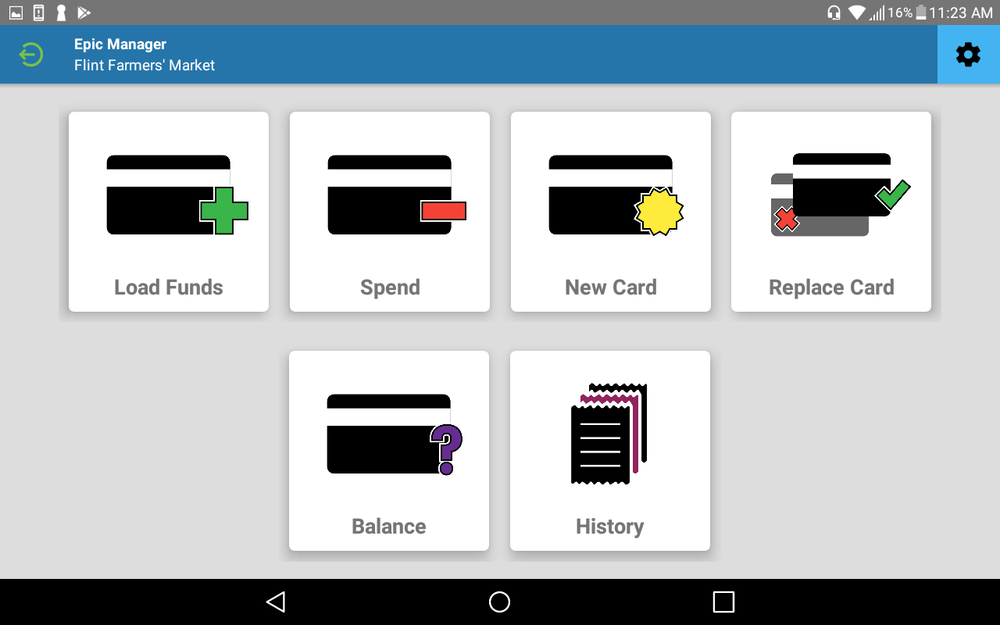 16% 11:23 AM
Epic Manager
Flint Farmers' Market
Load Funds
Spend
New Card
Replace Card
Balance
History